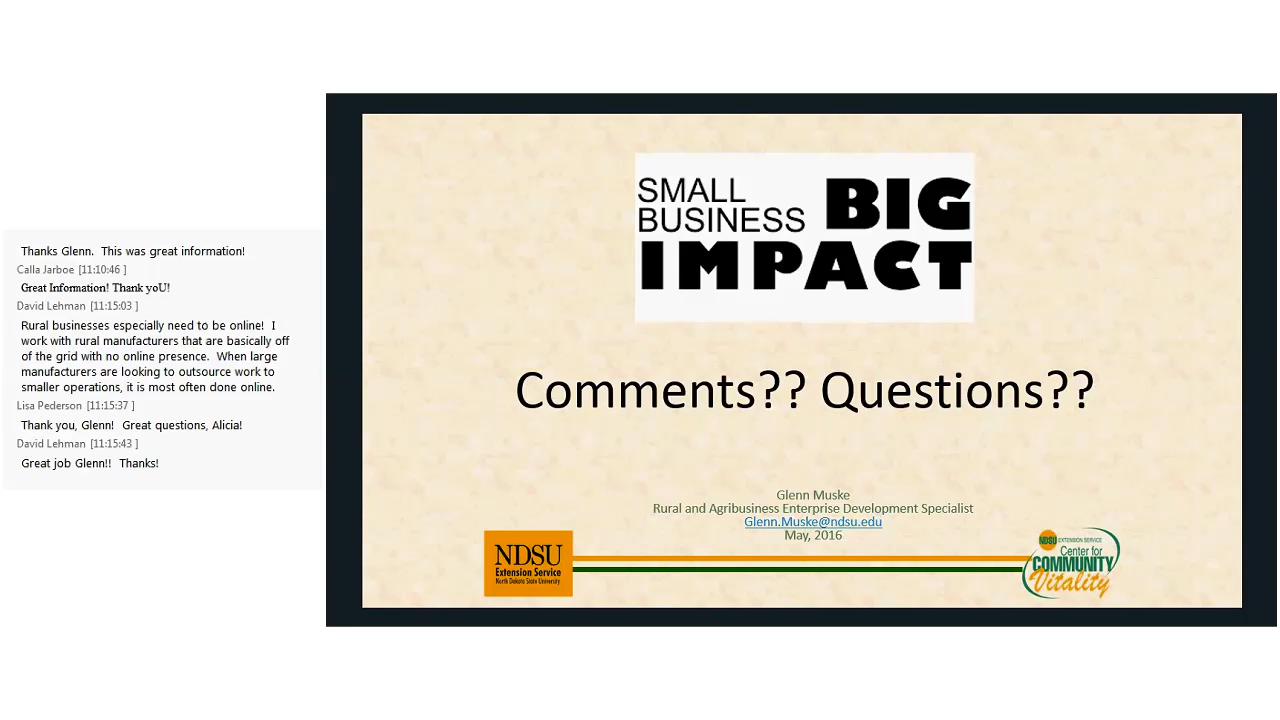 Thanks Glenn.  This was great information!
Calla Jarboe [11:10:46 ]
Great Information! Thank yoU!
David Lehman [11:15:03 ]
Rural businesses especially need to be online!  I
work with rural manufacturers that are basically off
of the grid with no online presence.  When large
manufacturers are looking to outsource work to
smaller operations, it is most often done online.
Lisa Pederson [11:15:37 ]
Thank you, Glenn!  Great questions, Alicia!
David Lehman [11:15:43 ]
Great job Glenn!!  Thanks!
SMALL
BUSINESS BIG
IMPACT
Comments?? Questions??
Glenn Muske
Rural and Agribusiness Enterprise Development Specialist
Glenn.Muske@ndsu.edu
May, 2016
NDSU
Extension Service
North Dakota State University
NDSU EXTENSION SERVICE
Center for
COMMUNITY
Vitality